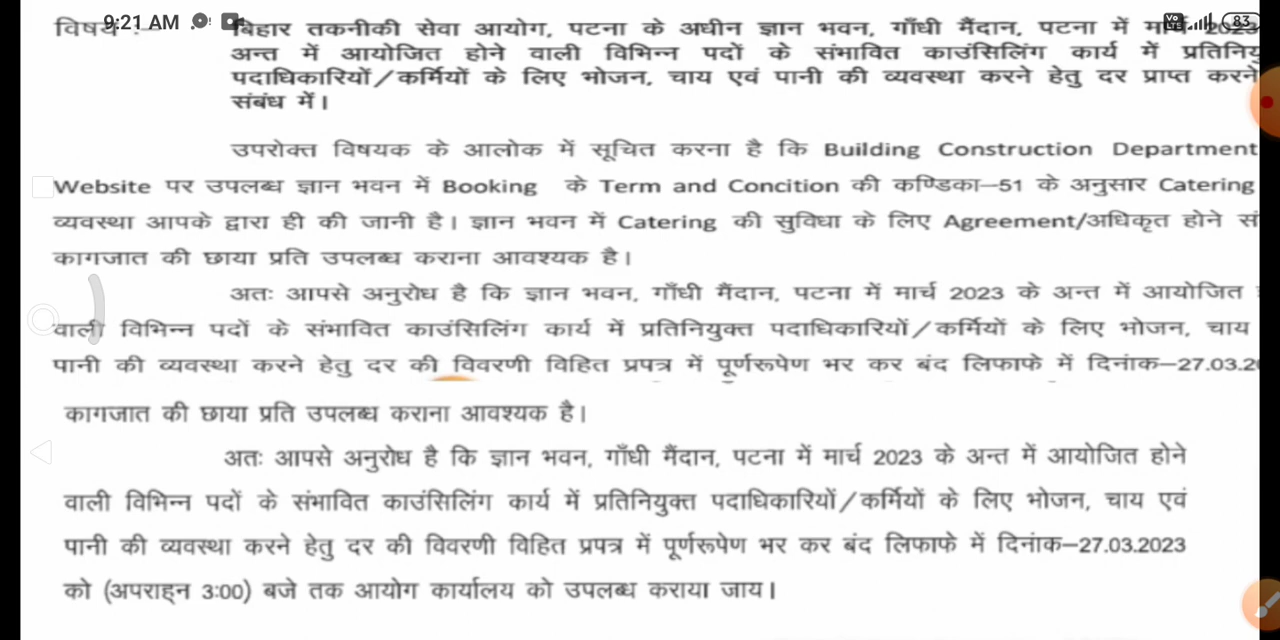 9:21 AM
83
विषय :- बिहार तकनीकी सेवा आयोग, पटना के अधीन ज्ञान भवन, गाँधी मैंदान, पटना में मार्च 2023
अन्त में आयोजित होने वाली विभिन्न पदों के संभावित काउंसिलिंग कार्य में
पदाधिकारियों/कर्मियों के लिए भोजन, चाय एवं पानी की व्यवस्था करने हेतु दर प्राप्त करने
संबंध में।
उपरोक्त विषयक के आलोक में सूचित करना है कि Building Construction Department
Website पर उपलब्ध ज्ञान भवन में Booking के Term and Concition की कण्डिका–51 के अनुसार Catering
व्यवस्था आपके द्वारा ही की जानी है। ज्ञान भवन में Catering की सुविधा के लिए Agreement/अधिकृत होने
कागजात की छाया प्रति उपलब्ध कराना आवश्यक है।
अतः आपसे अनुरोध है कि ज्ञान भवन, गाँधी मैंदान, पटना में मार्च 2023 के अन्त में आयोजित
वाली विभिन्न पदों के संभावित काउंसिलिंग कार्य में प्रतिनियुक्त पदाधिकारियों/कर्मियों के लिए भोजन, चाय
पानी की व्यवस्था करने हेतु दर की विवरणी विहित प्रपत्र में पूर्णरूपेण भर कर बंद लिफाफे में दिनांक–27.03.2
कागजात की छाया प्रति उपलब्ध कराना आवश्यक है।
अतः आपसे अनुरोध है कि ज्ञान भवन, गाँधी मैंदान, पटना में मार्च 2023 के अन्त में आयोजित होने
वाली विभिन्न पदों के संभावित काउंसिलिंग कार्य में प्रतिनियुक्त पदाधिकारियों/कर्मियों के लिए भोजन, चाय एवं
पानी की व्यवस्था करने हेतु दर की विवरणी विहित प्रपत्र में पूर्णरूपेण भर कर बंद लिफाफे में दिनांक–27.03.2023
को (अपराह्न 3:00) बजे तक आयोग कार्यालय को उपलब्ध कराया जाय।